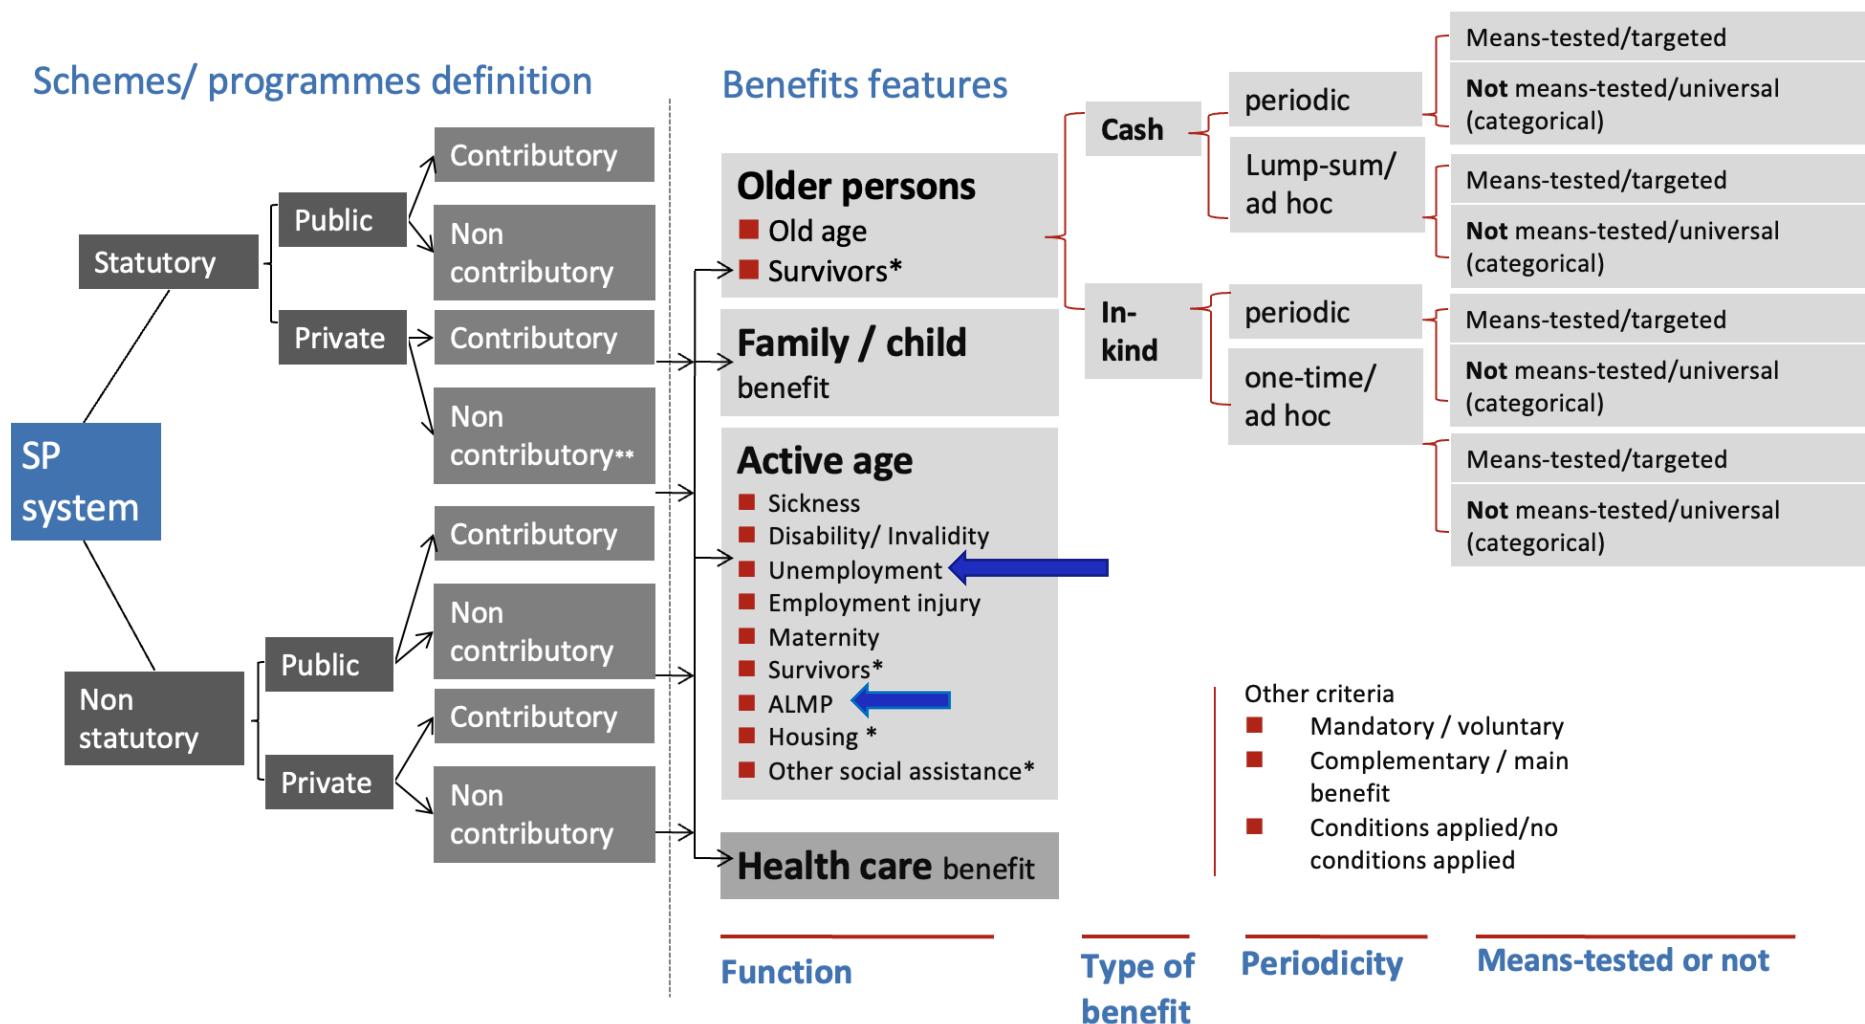 Schemes/ programmes definition
Benefits features
SP
system
Statutory
Non
statutory
Public
Private
Public
Private
Contributory
Non
contributory
Contributory
Non
contributory**
Contributory
Non
contributory
Contributory
Non
contributory
Older persons
Old age
Survivors*
Family / child
benefit
Active age
Sickness
Disability/ Invalidity
Unemployment
Employment injury
Maternity
Survivors*
ALMP
Housing *
Other social assistance*
Health care benefit
Cash
In-
kind
periodic
Lump-sum/
ad hoc
periodic
one-time/
ad hoc
Means-tested/targeted
Not means-tested/universal
(categorical)
Means-tested/targeted
Not means-tested/universal
(categorical)
Means-tested/targeted
Not means-tested/universal
(categorical)
Means-tested/targeted
Not means-tested/universal
(categorical)
Other criteria
Mandatory / voluntary
Complementary / main
benefit
Conditions applied/no
conditions applied
Function
Type of
benefit
Periodicity
Means-tested or not